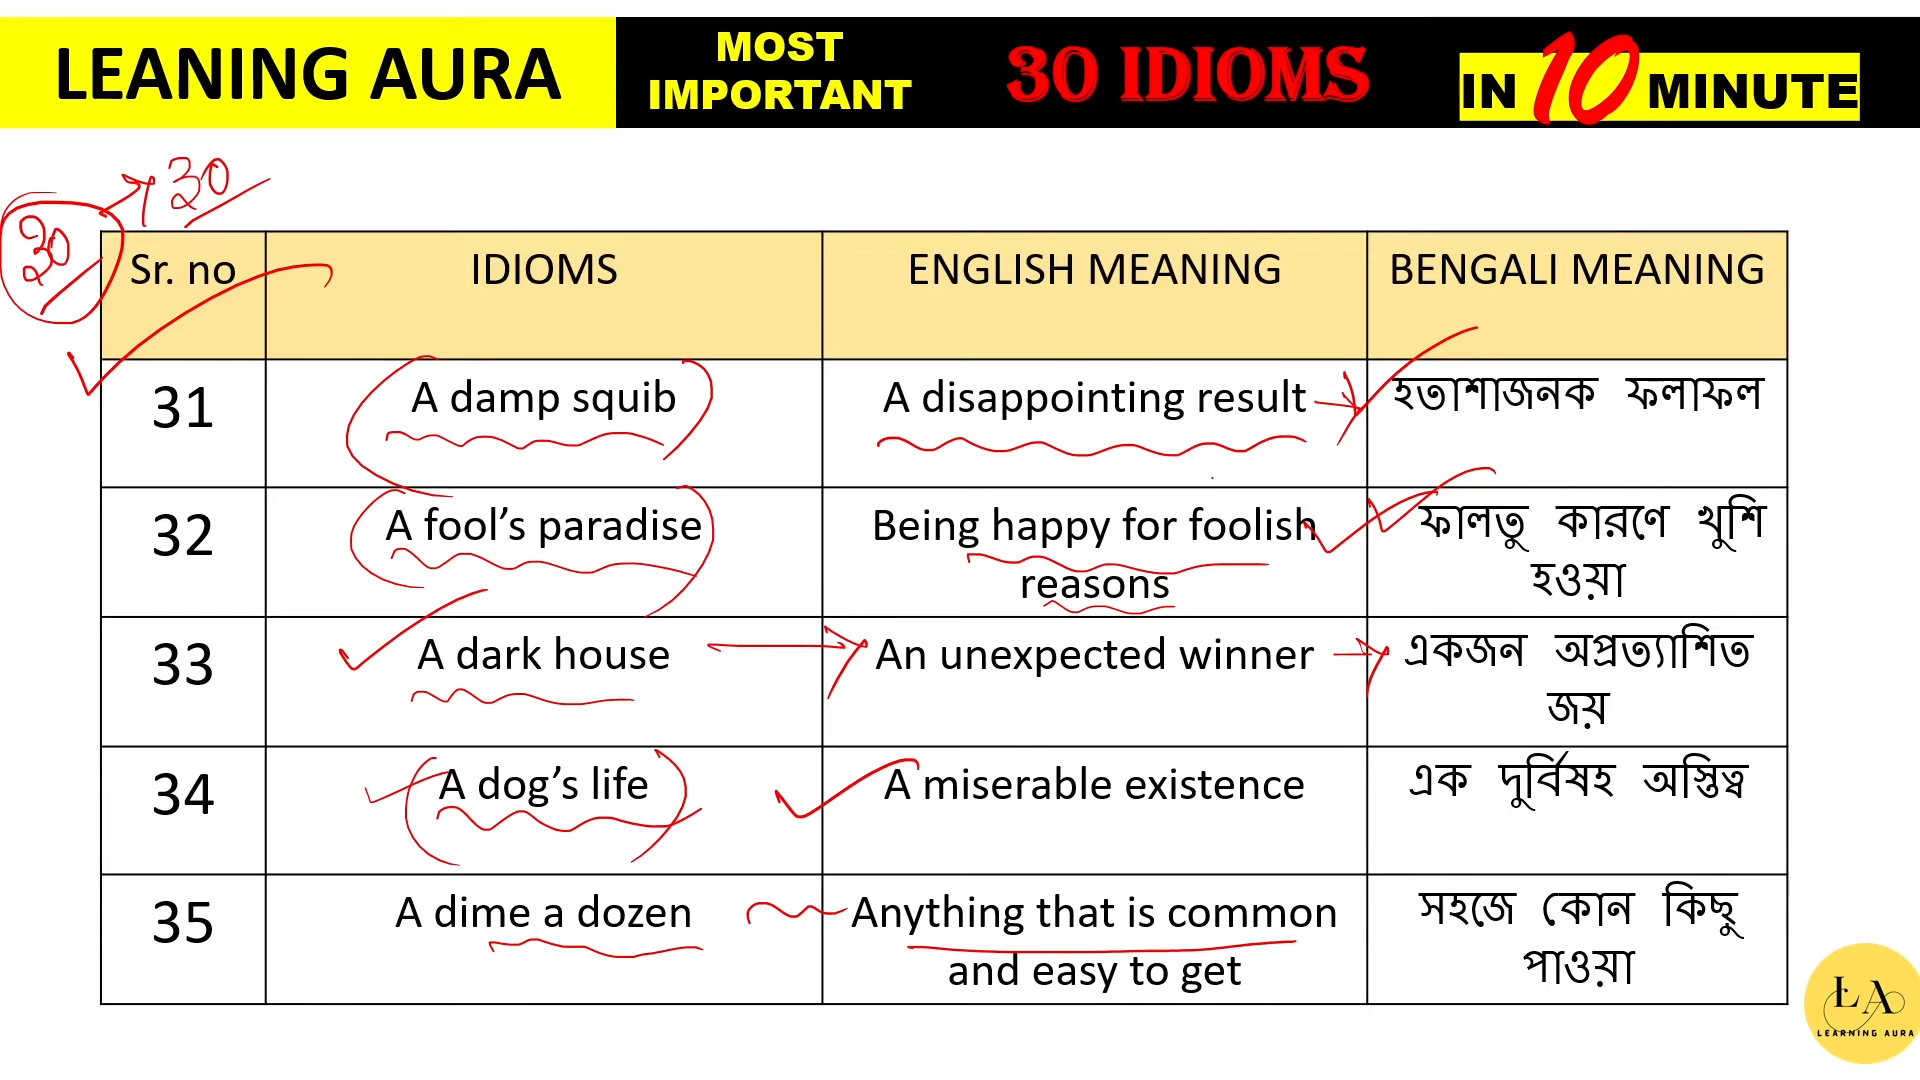 LEANING AURA
MOST
IMPORTANT
30 IDIOMS
IN 10 MINUTE
30
30
Sr. no IDIOMS ENGLISH MEANING BENGALI MEANING
31 A damp squib A disappointing result হতাশাজনক ফলাফল
32 A fool’s paradise Being happy for foolish ফালতু কারণে খুশি
reasons হওয়া
33 A dark house An unexpected winner একজন অপ্রত্যাশিত
জয়
34 A dog’s life A miserable existence এক দুর্বিষহ অস্তিত্ব
35 A dime a dozen Anything that is common সহজে কোন কিছু
and easy to get পাওয়া
LA
LEARNING AURA